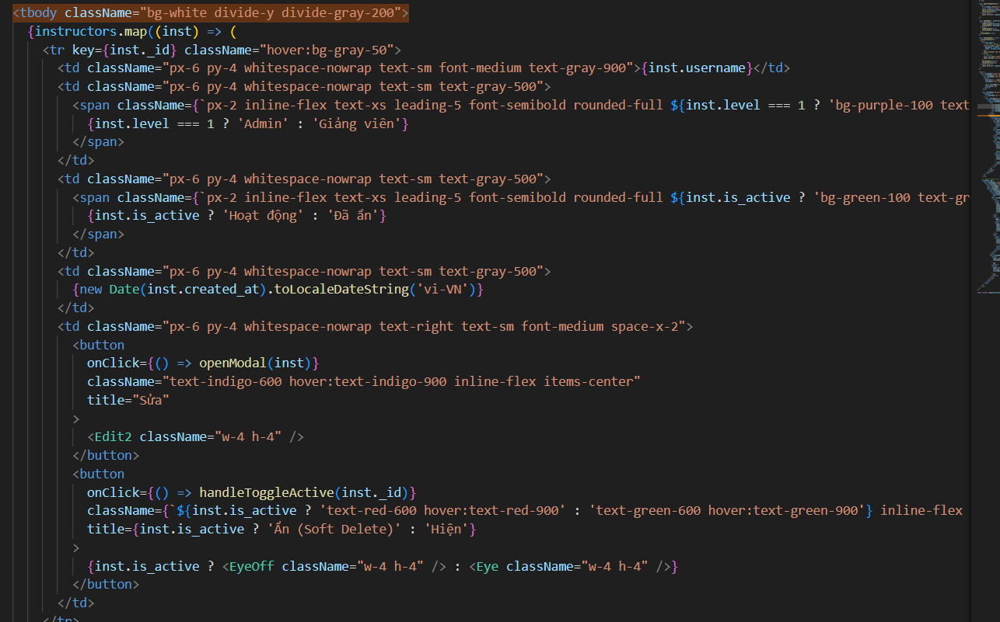 <tbody className="bg-white divide-y divide-gray-200">
{instructors.map((inst) => (
<tr key={inst._id} className="hover:bg-gray-50">
<td className="px-6 py-4 whitespace-nowrap text-sm font-medium text-gray-900">{inst.username}</td>
<td className="px-6 py-4 whitespace-nowrap text-sm text-gray-500">
<span className={`px-2 inline-flex text-xs leading-5 font-semibold rounded-full ${inst.level === 1 ? 'bg-purple-100 text
{inst.level === 1 ? 'Admin' : 'Giảng viên'}
</span>
</td>
<td className="px-6 py-4 whitespace-nowrap text-sm text-gray-500">
<span className={`px-2 inline-flex text-xs leading-5 font-semibold rounded-full ${inst.is_active ? 'bg-green-100 text-gr
{inst.is_active ? 'Hoạt động' : 'Đã ẩn'}
</span>
</td>
<td className="px-6 py-4 whitespace-nowrap text-sm text-gray-500">
{new Date(inst.created_at).toLocaleDateString('vi-VN')}
</td>
<td className="px-6 py-4 whitespace-nowrap text-right text-sm font-medium space-x-2">
<button
onClick={() => openModal(inst)}
className="text-indigo-600 hover:text-indigo-900 inline-flex items-center"
title="Sửa"
>
<Edit2 className="w-4 h-4" />
</button>
<button
onClick={() => handleToggleActive(inst._id)}
className={`${inst.is_active ? 'text-red-600 hover:text-red-900' : 'text-green-600 hover:text-green-900'} inline-flex
title={inst.is_active ? 'Ẩn (Soft Delete)' : 'Hiện'}
>
{inst.is_active ? <EyeOff className="w-4 h-4" /> : <Eye className="w-4 h-4" />}
</button>
</td>
</tr>